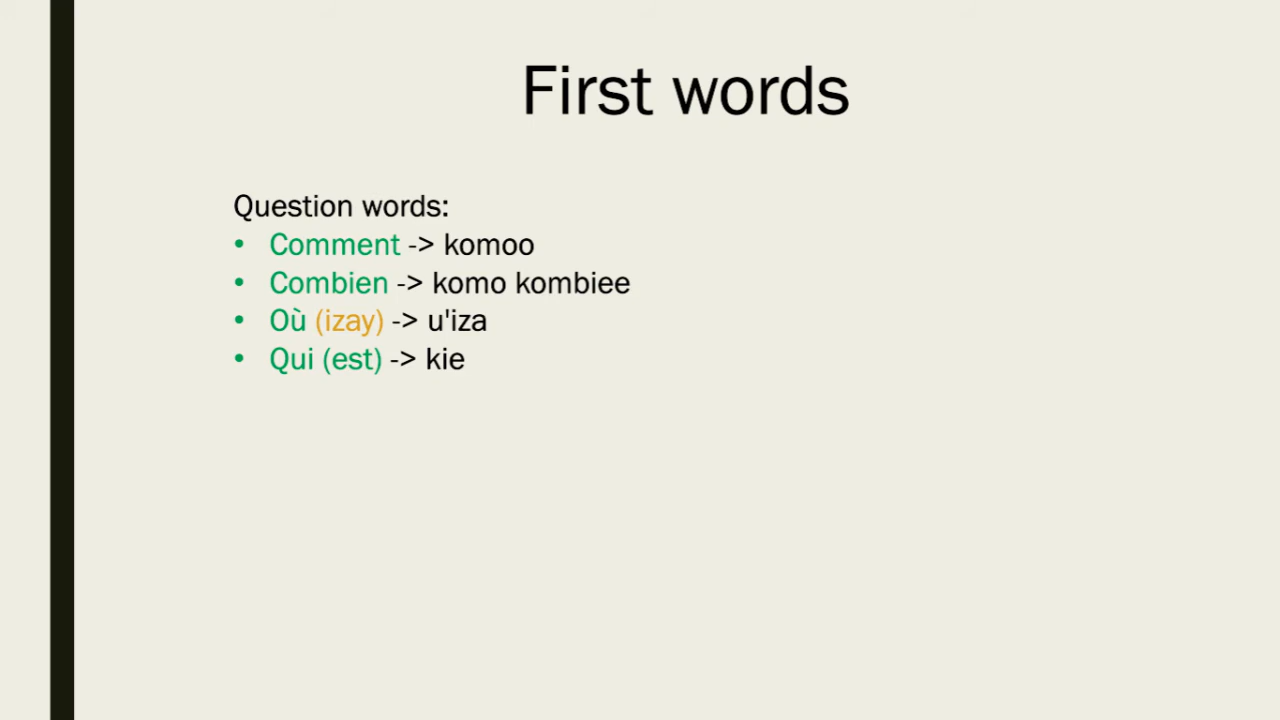 First words
Question words:
• Comment -> komoo
• Combien -> komo kombiee
• Où (izay) -> u'iza
• Qui (est) -> kie